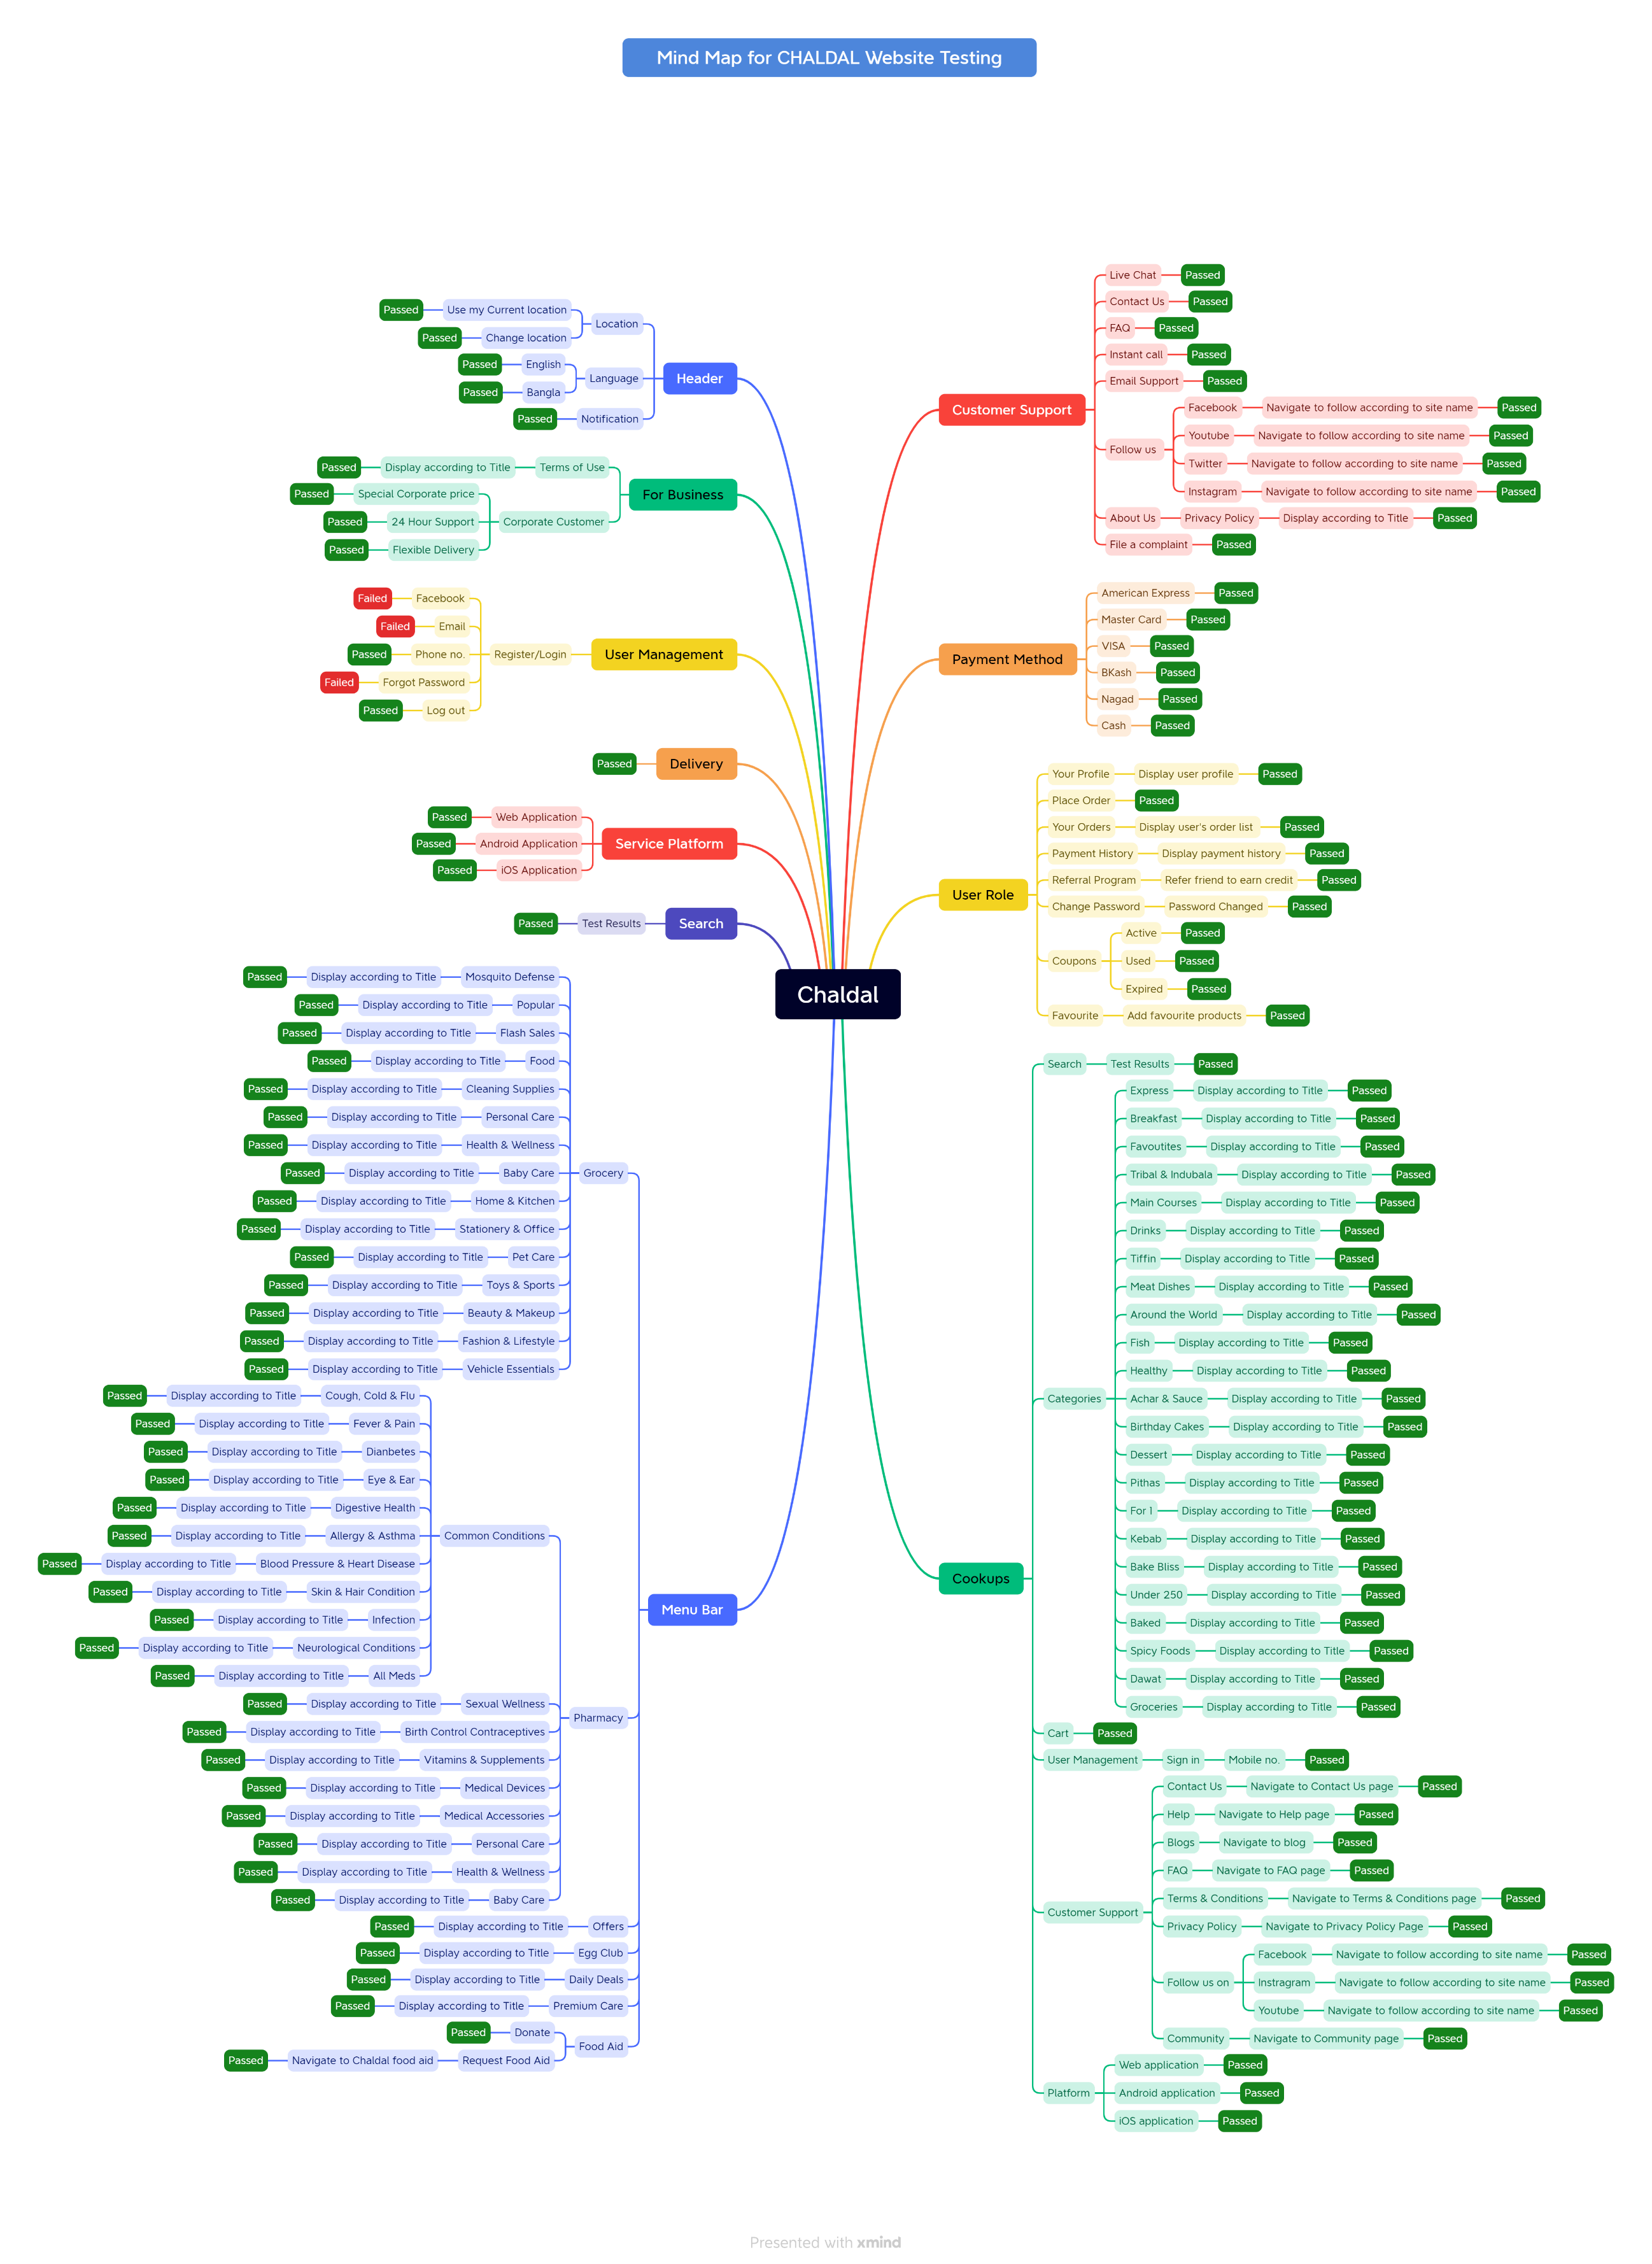 Mind Map for CHALDAL Website Testing
Chaldal
Customer Support
Live Chat Passed
Contact Us Passed
FAQ Passed
Instant call Passed
Email Support Passed
Follow us
Facebook Navigate to follow according to site name Passed
Youtube Navigate to follow according to site name Passed
Twitter Navigate to follow according to site name Passed
Instagram Navigate to follow according to site name Passed
About Us Privacy Policy Display according to Title Passed
File a complaint Passed
Payment Method
American Express Passed
Master Card Passed
VISA Passed
BKash Passed
Nagad Passed
Cash Passed
User Role
Your Profile Display user profile Passed
Place Order Passed
Your Orders Display user's order list Passed
Payment History Display payment history Passed
Referral Program Refer friend to earn credit Passed
Change Password Password Changed Passed
Coupons
Active Passed
Used Passed
Expired Passed
Favourite Add favourite products Passed
Cookups
Search Test Results Passed
Categories
Express Display according to Title Passed
Breakfast Display according to Title Passed
Favoutites Display according to Title Passed
Tribal & Indubala Display according to Title Passed
Main Courses Display according to Title Passed
Drinks Display according to Title Passed
Tiffin Display according to Title Passed
Meat Dishes Display according to Title Passed
Around the World Display according to Title Passed
Fish Display according to Title Passed
Healthy Display according to Title Passed
Achar & Sauce Display according to Title Passed
Birthday Cakes Display according to Title Passed
Dessert Display according to Title Passed
Pithas Display according to Title Passed
For 1 Display according to Title Passed
Kebab Display according to Title Passed
Bake Bliss Display according to Title Passed
Under 250 Display according to Title Passed
Baked Display according to Title Passed
Spicy Foods Display according to Title Passed
Dawat Display according to Title Passed
Groceries Display according to Title Passed
Cart Passed
User Management Sign in Mobile no. Passed
Customer Support
Contact Us Navigate to Contact Us page Passed
Help Navigate to Help page Passed
Blogs Navigate to blog Passed
FAQ Navigate to FAQ page Passed
Terms & Conditions Navigate to Terms & Conditions page Passed
Privacy Policy Navigate to Privacy Policy Page Passed
Follow us on
Facebook Navigate to follow according to site name Passed
Instragram Navigate to follow according to site name Passed
Youtube Navigate to follow according to site name Passed
Community Navigate to Community page Passed
Platform
Web application Passed
Android application Passed
iOS application Passed
Header
Location
Passed Use my Current location
Passed Change location
Language
Passed English
Passed Bangla
Passed Notification
For Business
Passed Display according to Title Terms of Use
Corporate Customer
Passed Special Corporate price
Passed 24 Hour Support
Passed Flexible Delivery
User Management
Register/Login
Failed Facebook
Failed Email
Passed Phone no.
Failed Forgot Password
Passed Log out
Passed Delivery
Service Platform
Passed Web Application
Passed Android Application
Passed iOS Application
Passed Test Results Search
Menu Bar
Grocery
Passed Display according to Title Mosquito Defense
Passed Display according to Title Popular
Passed Display according to Title Flash Sales
Passed Display according to Title Food
Passed Display according to Title Cleaning Supplies
Passed Display according to Title Personal Care
Passed Display according to Title Health & Wellness
Passed Display according to Title Baby Care
Passed Display according to Title Home & Kitchen
Passed Display according to Title Stationery & Office
Passed Display according to Title Pet Care
Passed Display according to Title Toys & Sports
Passed Display according to Title Beauty & Makeup
Passed Display according to Title Fashion & Lifestyle
Passed Display according to Title Vehicle Essentials
Pharmacy
Common Conditions
Passed Display according to Title Cough, Cold & Flu
Passed Display according to Title Fever & Pain
Passed Display according to Title Dianbetes
Passed Display according to Title Eye & Ear
Passed Display according to Title Digestive Health
Passed Display according to Title Allergy & Asthma
Passed Display according to Title Blood Pressure & Heart Disease
Passed Display according to Title Skin & Hair Condition
Passed Display according to Title Infection
Passed Display according to Title Neurological Conditions
Passed Display according to Title All Meds
Passed Display according to Title Sexual Wellness
Passed Display according to Title Birth Control Contraceptives
Passed Display according to Title Vitamins & Supplements
Passed Display according to Title Medical Devices
Passed Display according to Title Medical Accessories
Passed Display according to Title Personal Care
Passed Display according to Title Health & Wellness
Passed Display according to Title Baby Care
Passed Display according to Title Offers
Passed Display according to Title Egg Club
Passed Display according to Title Daily Deals
Passed Display according to Title Premium Care
Food Aid
Passed Donate
Passed Navigate to Chaldal food aid Request Food Aid
Presented with xmind